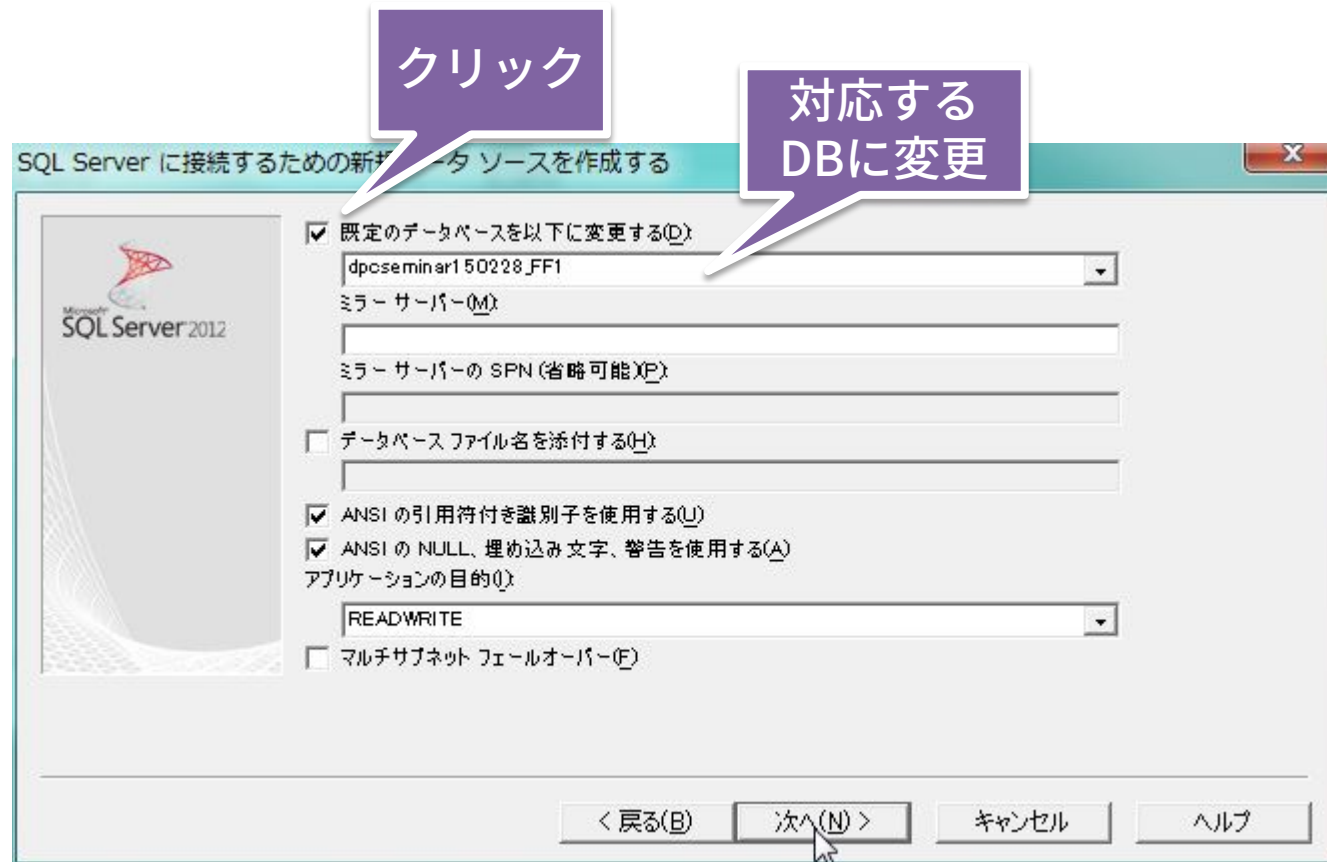 クリック
対応する
DBに変更
SQL Server に接続するための新規 データ ソースを作成する
X
Microsoft
SQL Server 2012
既定のデータベースを以下に変更する(D):
dpcseminar150228_FF1
ミラー サーバー(M):
ミラー サーバーの SPN (省略可能)(P):
データベース ファイル名を添付する(H):
ANSI の引用符付き識別子を使用する(U)
ANSI の NULL、埋め込み文字、警告を使用する(A)
アプリケーションの目的(I):
READWRITE
マルチサブネット フェールオーバー(F)
< 戻る(B)
次へ(N) >
キャンセル
ヘルプ